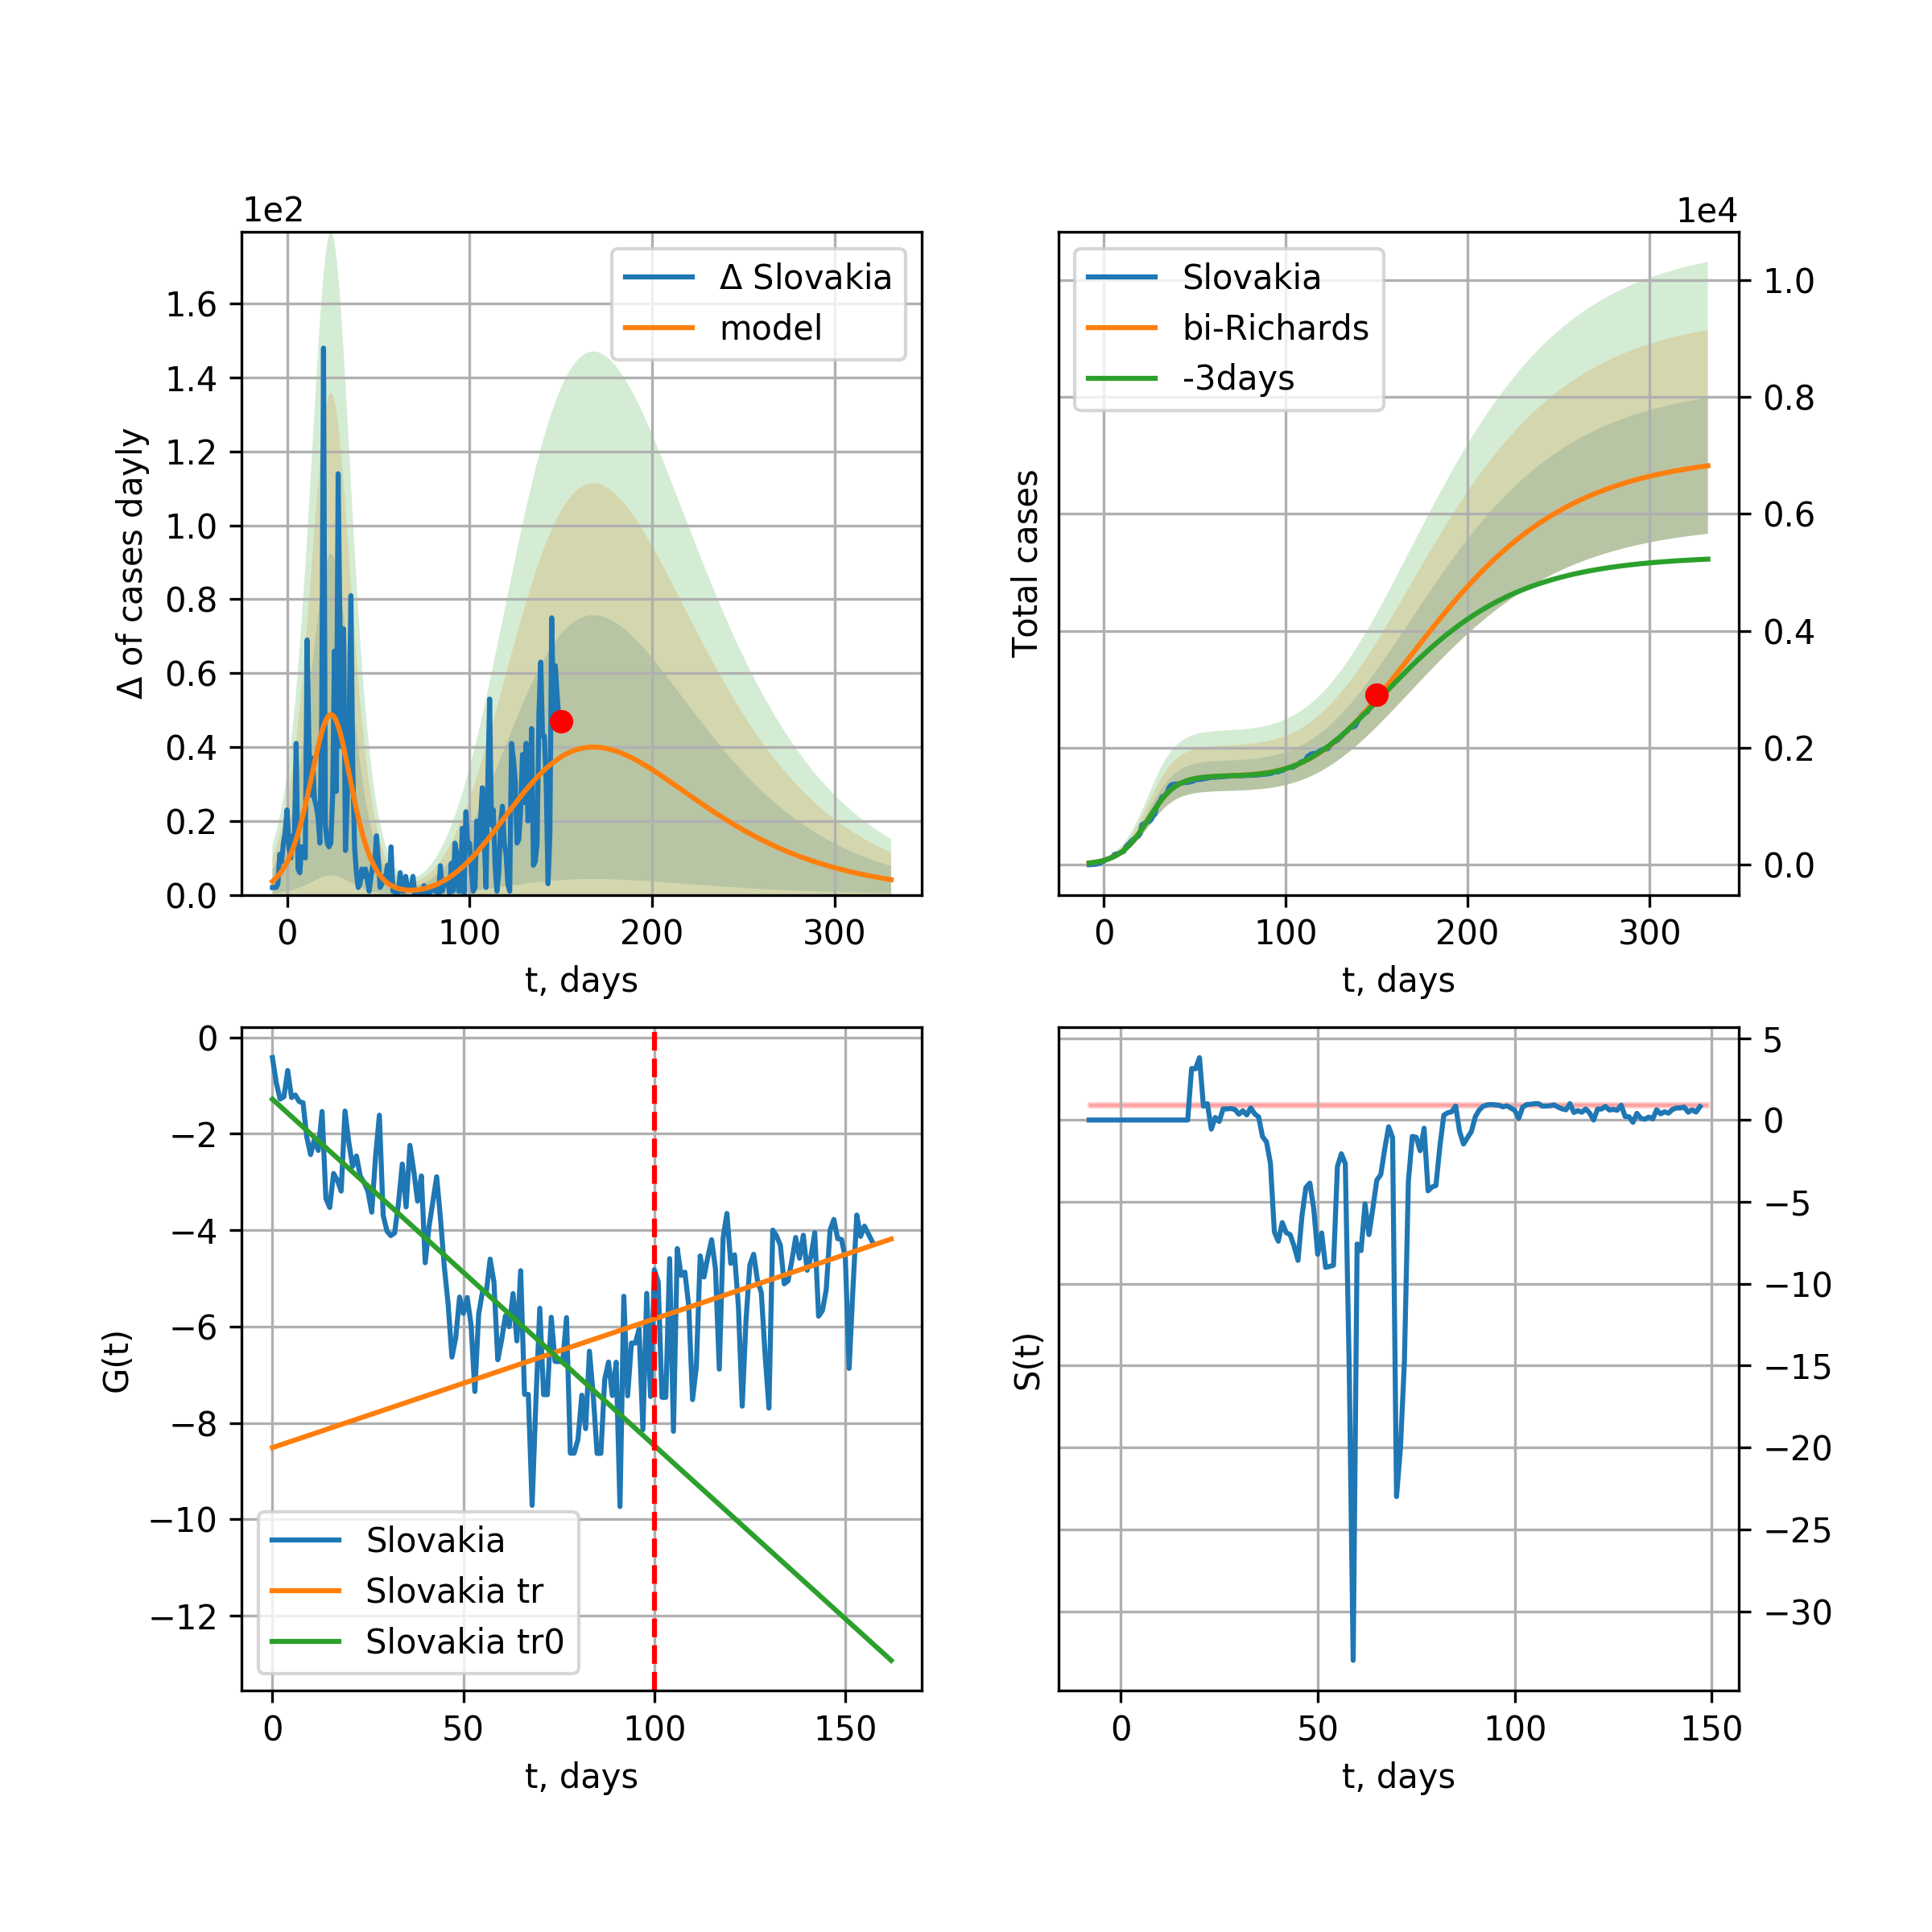 1e2
Δ of cases dayly
1.6
1.4
1.2
1.0
0.8
0.6
0.4
0.2
0.0
0 100 200 300
t, days
Δ Slovakia
model
1e4
Total cases
1.0
0.8
0.6
0.4
0.2
0.0
0 100 200 300
t, days
Slovakia
bi-Richards
-3days
G(t)
0
−2
−4
−6
−8
−10
−12
0 50 100 150
t, days
Slovakia
Slovakia tr
Slovakia tr0
S(t)
5
0
−5
−10
−15
−20
−25
−30
0 50 100 150
t, days